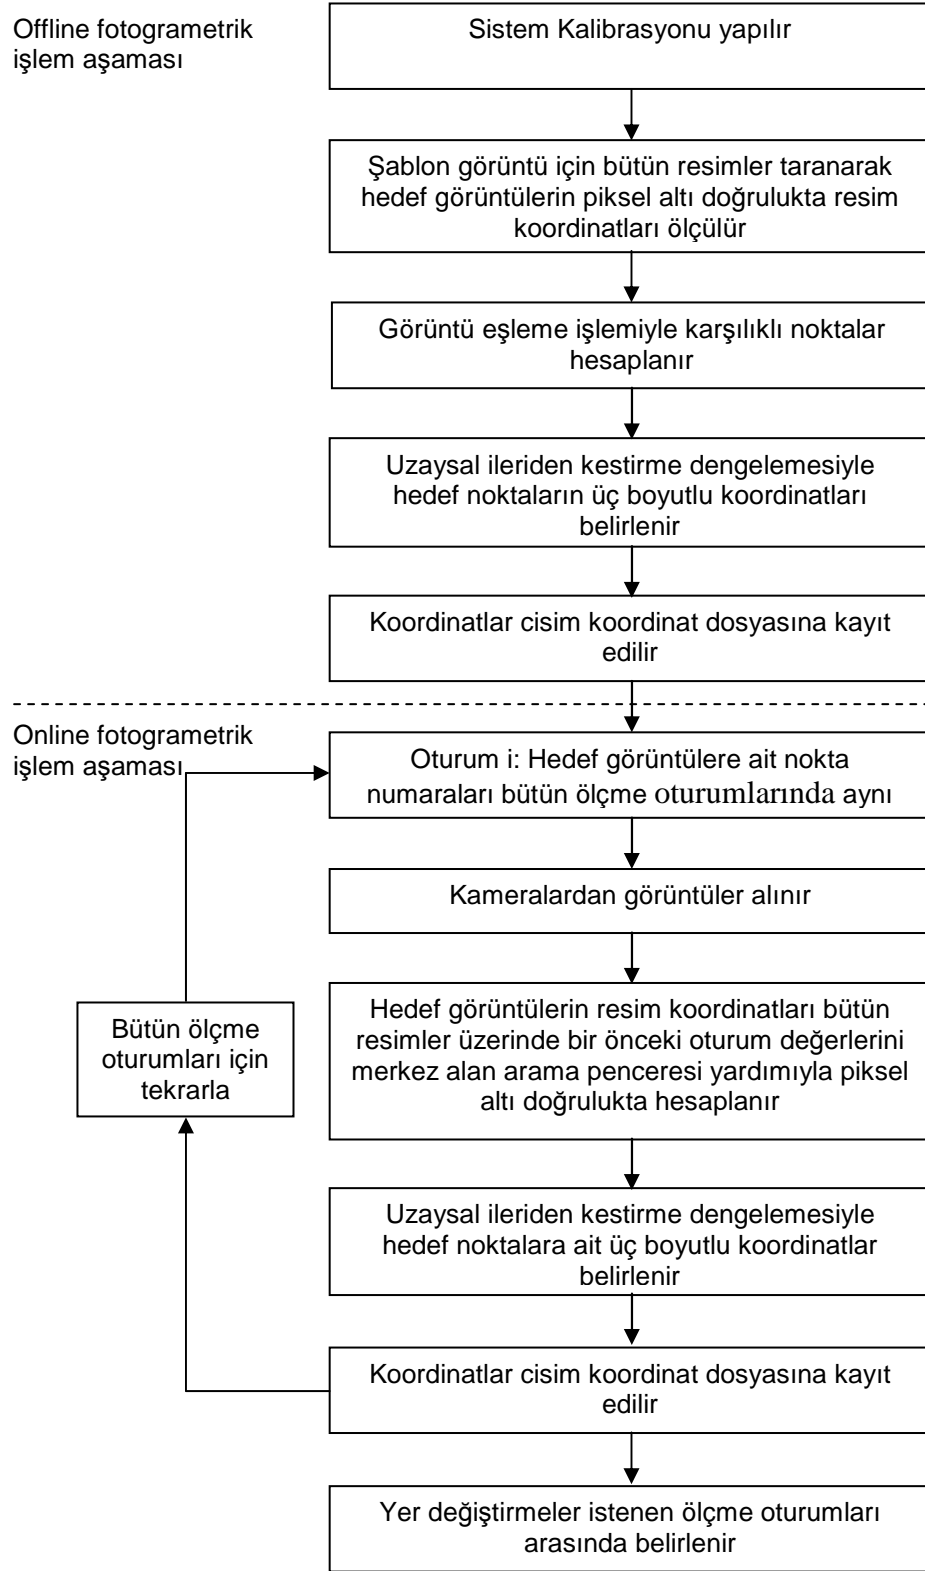 Offline fotogrametrik
işlem aşaması
Sistem Kalibrasyonu yapılır
Şablon görüntü için bütün resimler taranarak
hedef görüntülerin piksel altı doğrulukta resim
koordinatları ölçülür
Görüntü eşleme işlemiyle karşılıklı noktalar
hesaplanır
Uzaysal ileriden kestirme dengelemesiyle
hedef noktaların üç boyutlu koordinatları
belirlenir
Koordinatlar cisim koordinat dosyasına kayıt
edilir
Online fotogrametrik
işlem aşaması
Oturum i: Hedef görüntülere ait nokta
numaraları bütün ölçme oturumlarında aynı
Kameralardan görüntüler alınır
Hedef görüntülerin resim koordinatları bütün
resimler üzerinde bir önceki oturum değerlerini
merkez alan arama penceresi yardımıyla piksel
altı doğrulukta hesaplanır
Bütün ölçme
oturumları için
tekrarla
Uzaysal ileriden kestirme dengelemesiyle
hedef noktalara ait üç boyutlu koordinatlar
belirlenir
Koordinatlar cisim koordinat dosyasına kayıt
edilir
Yer değiştirmeler istenen ölçme oturumları
arasında belirlenir